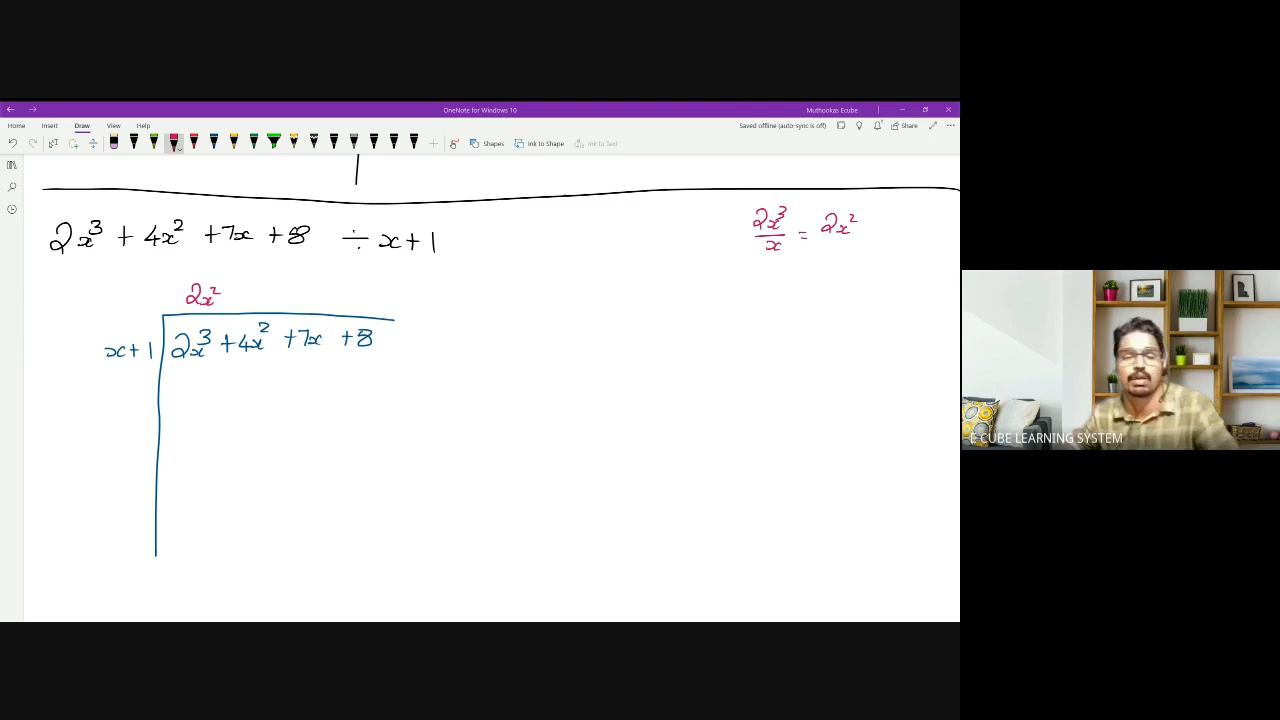 OneNote for Windows 10
Muthookas Ecube
Home Insert Draw View Help
Saved offline (auto-sync is off)
Share
Shapes
Ink to Shape
Ink to Text
2x³ + 4x² + 7x + 8 ÷ x + 1
2x³/x = 2x²
2x²
x + 1 2x³ + 4x² + 7x + 8
E CUBE LEARNING SYSTEM